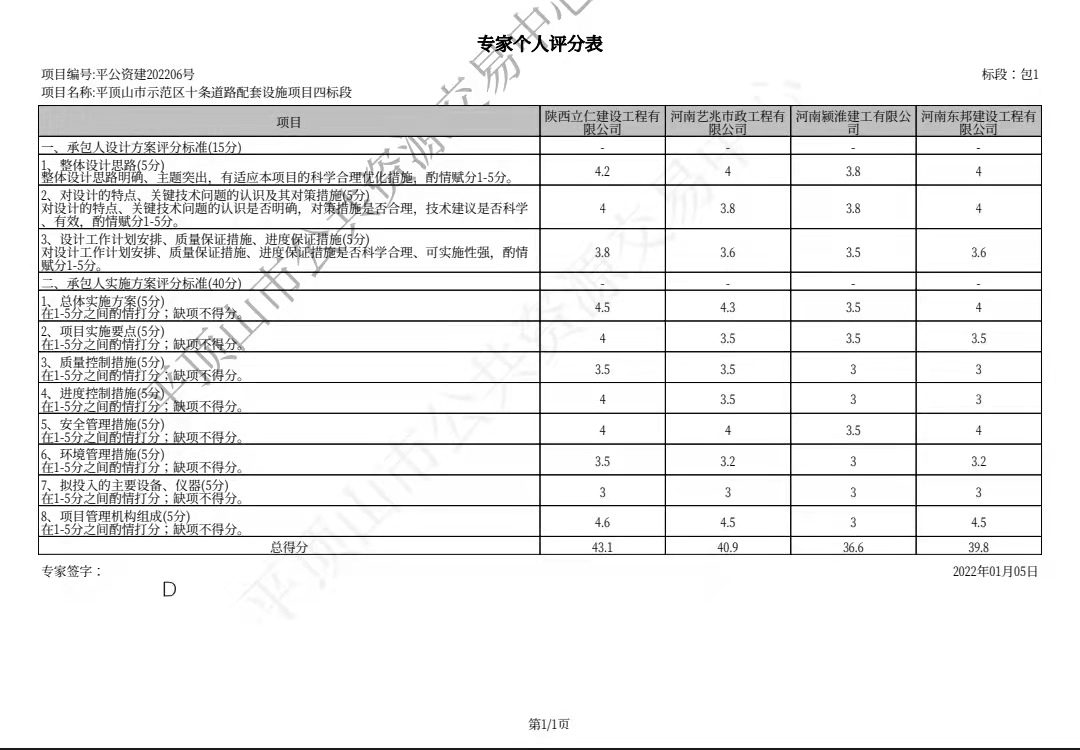 专家个人评分表
项目编号:平公资建202206号
标段：包1
项目名称:平顶山市示范区十条道路配套设施项目四标段
项目 陕西立仁建设工程有限公司 河南艺兆市政工程有限公司 河南颍淮建工有限公司 河南东邦建设工程有限公司
一、承包人设计方案评分标准(15分) - - -
1、整体设计思路(5分)
整体设计思路明确、主题突出，有适应本项目的科学合理优化措施，酌情赋分1-5分。 4.2 4 3.8 4
2、对设计的特点、关键技术问题的认识及其对策措施(5分)
对设计的特点、关键技术问题的认识是否明确，对策措施是否合理，技术建议是否科学
、有效，酌情赋分1-5分。 4 3.8 3.8 4
3、设计工作计划安排、质量保证措施、进度保证措施(5分)
对设计工作计划安排、质量保证措施、进度保证措施是否科学合理、可实施性强，酌情
赋分1-5分。 3.8 3.6 3.5 3.6
二、承包人实施方案评分标准(40分) - - - -
1、总体实施方案(5分)
在1-5分之间酌情打分；缺项不得分。 4.5 4.3 3.5 4
2、项目实施要点(5分)
在1-5分之间酌情打分；缺项不得分。 4 3.5 3.5 3.5
3、质量控制措施(5分)
在1-5分之间酌情打分；缺项不得分。 3.5 3.5 3 3
4、进度控制措施(5分)
在1-5分之间酌情打分；缺项不得分。 4 3.5 3 3
5、安全管理措施(5分)
在1-5分之间酌情打分；缺项不得分。 4 4 3.5 4
6、环境管理措施(5分)
在1-5分之间酌情打分；缺项不得分。 3.5 3.2 3 3.2
7、拟投入的主要设备、仪器(5分)
在1-5分之间酌情打分；缺项不得分。 3 3 3 3
8、项目管理机构组成(5分)
在1-5分之间酌情打分；缺项不得分。 4.6 4.5 3 4.5
总得分 43.1 40.9 36.6 39.8
专家签字：
2022年01月05日
D
第1/1页
平顶山市公共资源交易中心
平顶山市公共资源交易中心